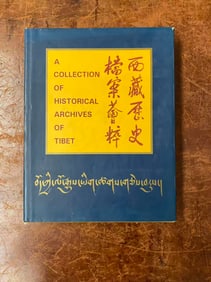 A
COLLECTION
OF
HISTORICAL
ARCHIVES
OF
TIBET
西藏歷史
檔案薈粹